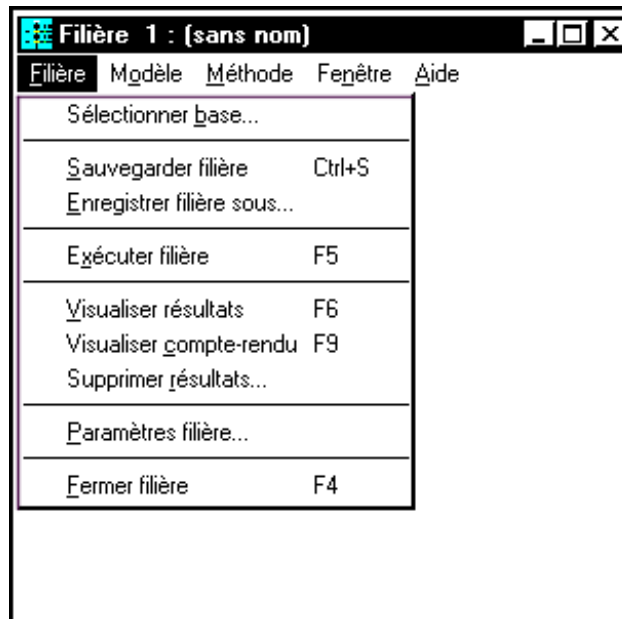 Filière 1 : (sans nom)
Filière Modèle Méthode Fenêtre Aide
Sélectionner base...
Sauvegarder filière Ctrl+S
Enregistrer filière sous...
Exécuter filière F5
Visualiser résultats F6
Visualiser compte-rendu F9
Supprimer résultats...
Paramètres filière...
Fermer filière F4